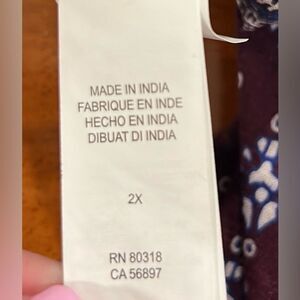 MADE IN INDIA
FABRIQUE EN INDE
HECHO EN INDIA
DIBUAT DI INDIA
2X
RN 80318
CA 56897